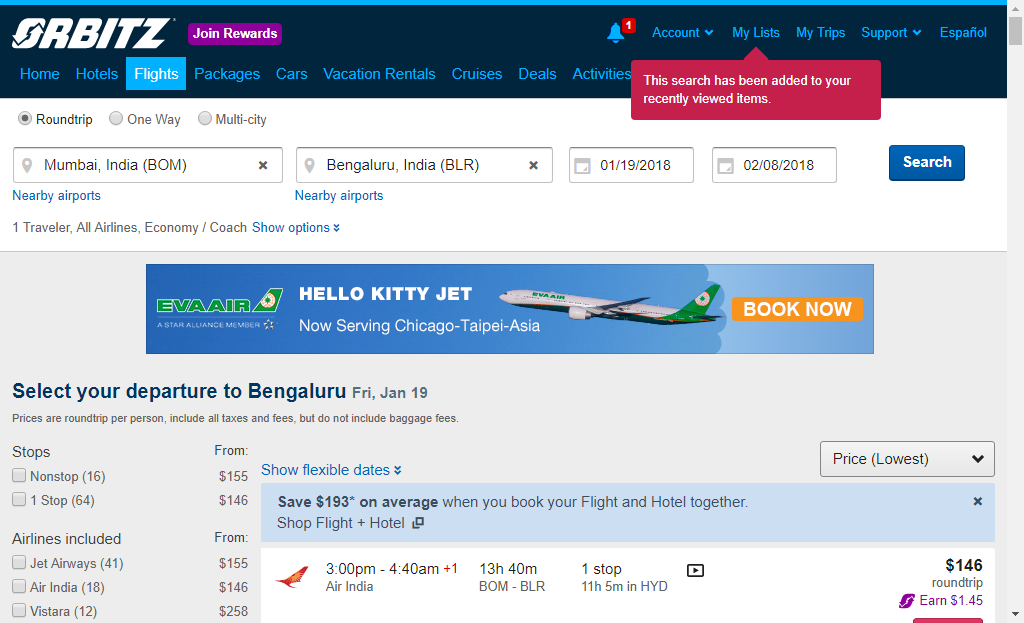 ORBITZ
Join Rewards
1
Account
My Lists
My Trips
Support
Español
Home
Hotels
Flights
Packages
Cars
Vacation Rentals
Cruises
Deals
Activities
This search has been added to your
recently viewed items.
Roundtrip
One Way
Multi-city
Mumbai, India (BOM)
Bengaluru, India (BLR)
01/19/2018
02/08/2018
Search
Nearby airports
Nearby airports
1 Traveler, All Airlines, Economy / Coach Show options
EVA AIR
A STAR ALLIANCE MEMBER
HELLO KITTY JET
Now Serving Chicago-Taipei-Asia
EVA AIR
BOOK NOW
Select your departure to Bengaluru Fri, Jan 19
Prices are roundtrip per person, include all taxes and fees, but do not include baggage fees.
Stops From:
Nonstop (16) $155
1 Stop (64) $146
Airlines included From:
Jet Airways (41) $155
Air India (18) $146
Vistara (12) $258
Show flexible dates
Price (Lowest)
Save $193* on average when you book your Flight and Hotel together.
Shop Flight + Hotel
3:00pm - 4:40am +1
Air India
13h 40m
BOM - BLR
1 stop
11h 5m in HYD
$146
roundtrip
Earn $1.45